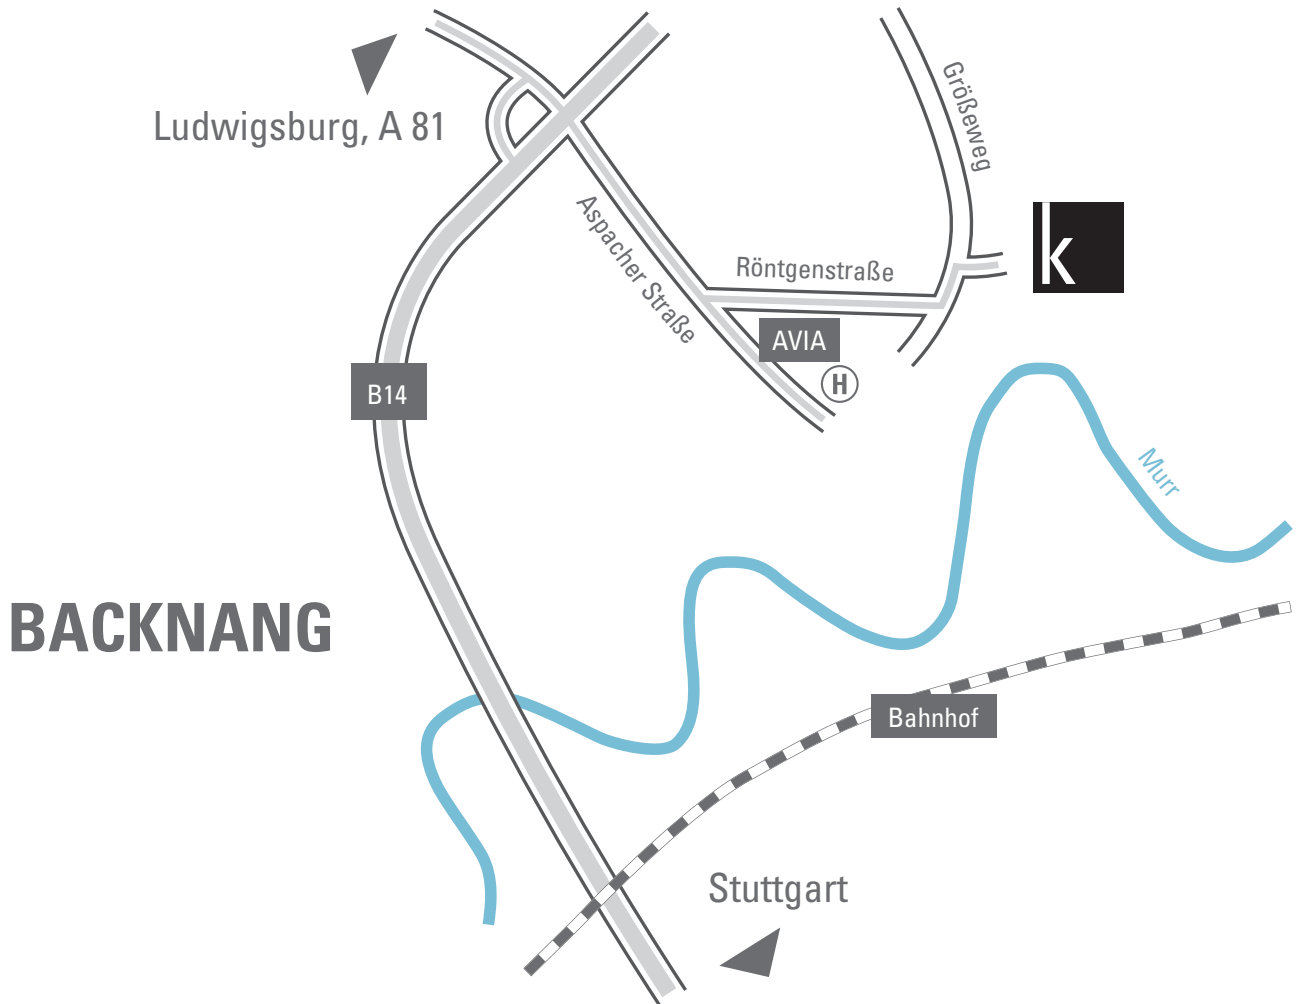 Größeweg
Ludwigsburg, A 81
Aspacher Straße
Röntgenstraße
k
AVIA
H
B14
Murr
BACKNANG
Bahnhof
Stuttgart